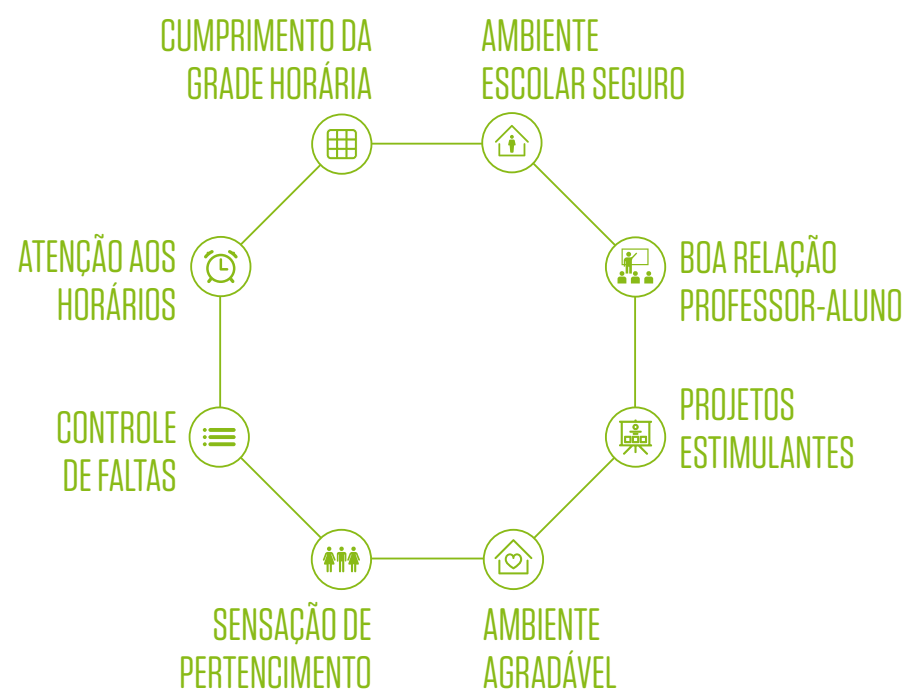 CUMPRIMENTO DA
GRADE HORÁRIA
AMBIENTE
ESCOLAR SEGURO
BOA RELAÇÃO
PROFESSOR-ALUNO
PROJETOS
ESTIMULANTES
AMBIENTE
AGRADÁVEL
SENSAÇÃO DE
PERTENCIMENTO
CONTROLE
DE FALTAS
ATENÇÃO AOS
HORÁRIOS